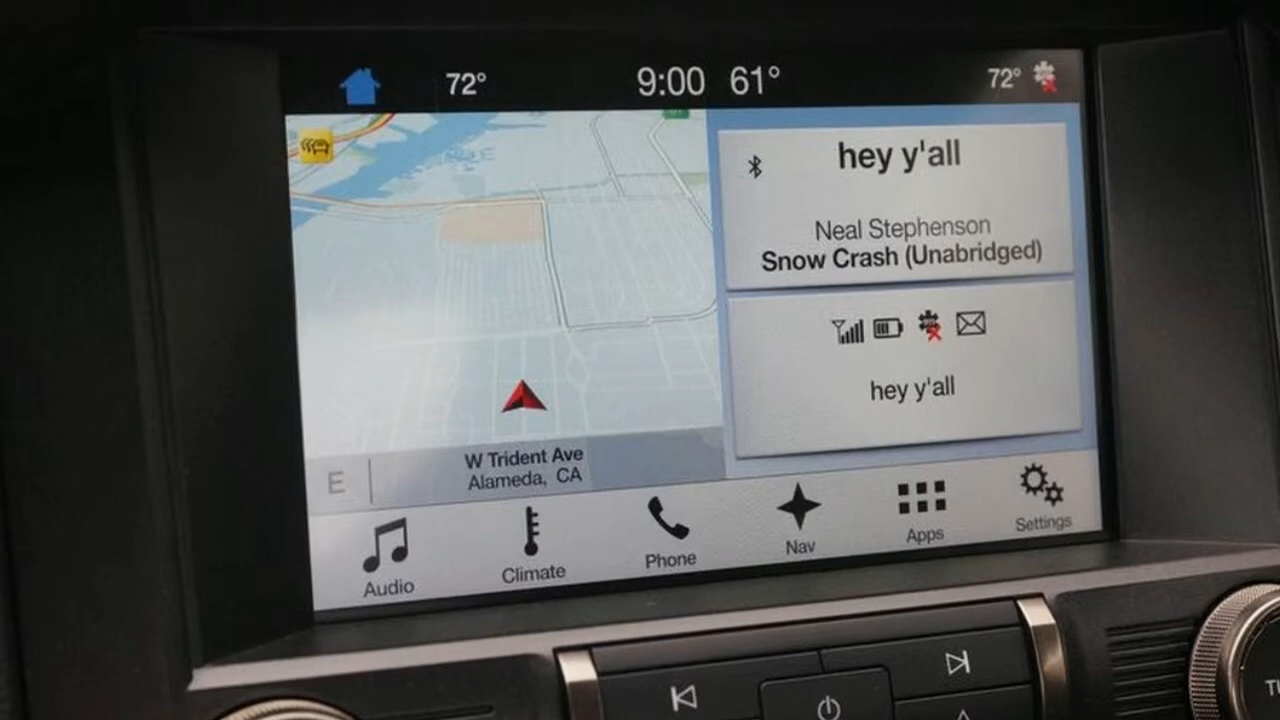 72° 9:00 61° 72°
hey y'all
Neal Stephenson
Snow Crash (Unabridged)
hey y'all
W Trident Ave
E
Alameda, CA
Audio
Climate
Phone
Nav
Apps
Settings